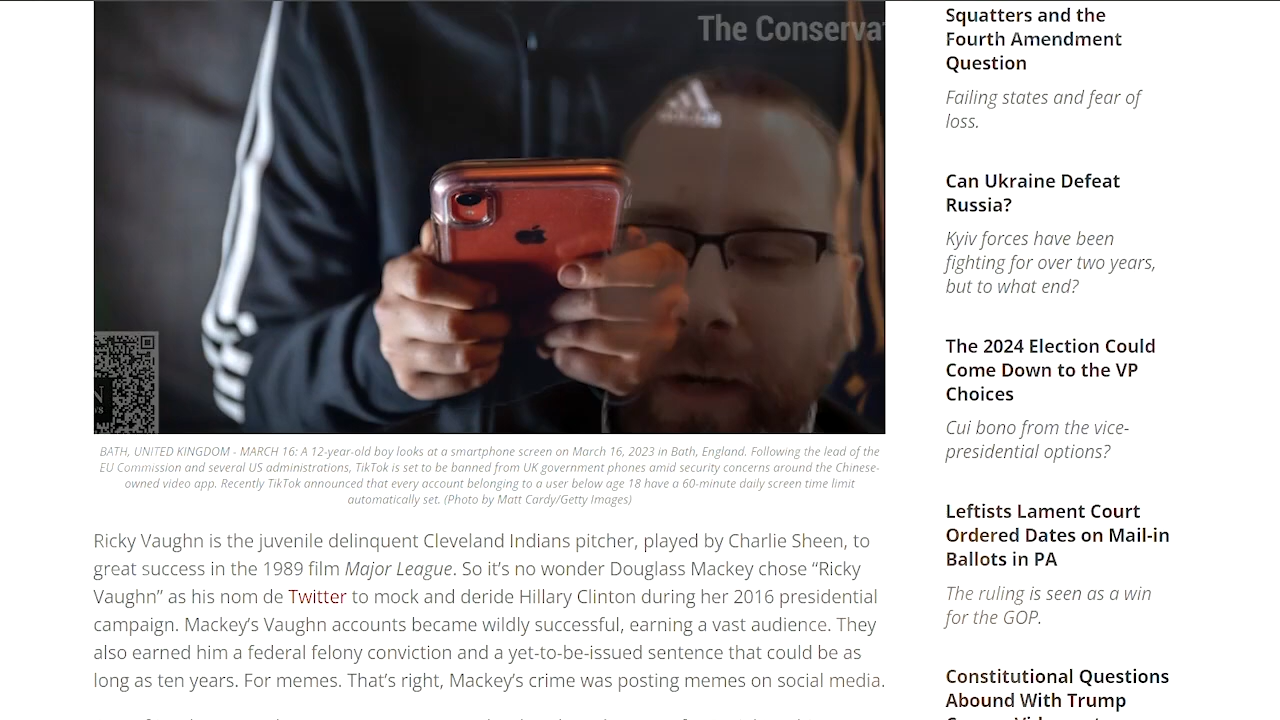 The Conserva
BATH, UNITED KINGDOM - MARCH 16: A 12-year-old boy looks at a smartphone screen on March 16, 2023 in Bath, England. Following the lead of the
EU Commission and several US administrations, TikTok is set to be banned from UK government phones amid security concerns around the Chinese-
owned video app. Recently TikTok announced that every account belonging to a user below age 18 have a 60-minute daily screen time limit
automatically set. (Photo by Matt Cardy/Getty Images)
Ricky Vaughn is the juvenile delinquent Cleveland Indians pitcher, played by Charlie Sheen, to
great success in the 1989 film Major League. So it’s no wonder Douglass Mackey chose “Ricky
Vaughn” as his nom de Twitter to mock and deride Hillary Clinton during her 2016 presidential
campaign. Mackey’s Vaughn accounts became wildly successful, earning a vast audience. They
also earned him a federal felony conviction and a yet-to-be-issued sentence that could be as
long as ten years. For memes. That’s right, Mackey’s crime was posting memes on social media.
Squatters and the
Fourth Amendment
Question
Failing states and fear of
loss.
Can Ukraine Defeat
Russia?
Kyiv forces have been
fighting for over two years,
but to what end?
The 2024 Election Could
Come Down to the VP
Choices
Cui bono from the vice-
presidential options?
Leftists Lament Court
Ordered Dates on Mail-in
Ballots in PA
The ruling is seen as a win
for the GOP.
Constitutional Questions
Abound With Trump